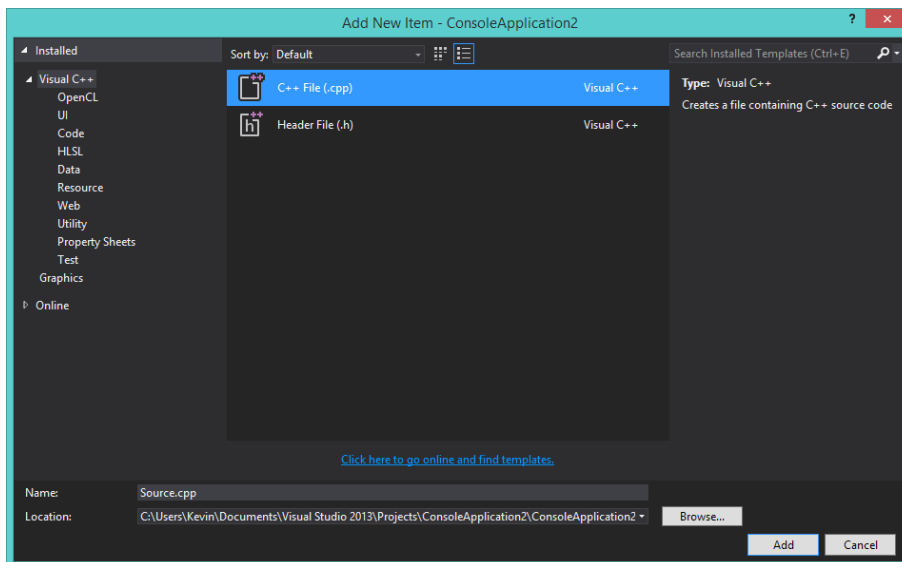 Add New Item - ConsoleApplication2
?
Installed
Sort by: Default
Search Installed Templates (Ctrl+E)
Visual C++
OpenCL
UI
Code
HLSL
Data
Resource
Web
Utility
Property Sheets
Test
Graphics
Online
C++ File (.cpp) Visual C++
Header File (.h) Visual C++
Type: Visual C++
Creates a file containing C++ source code
Click here to go online and find templates.
Name: Source.cpp
Location: C:\Users\Kevin\Documents\Visual Studio 2013\Projects\ConsoleApplication2\ConsoleApplication2
Browse...
Add Cancel